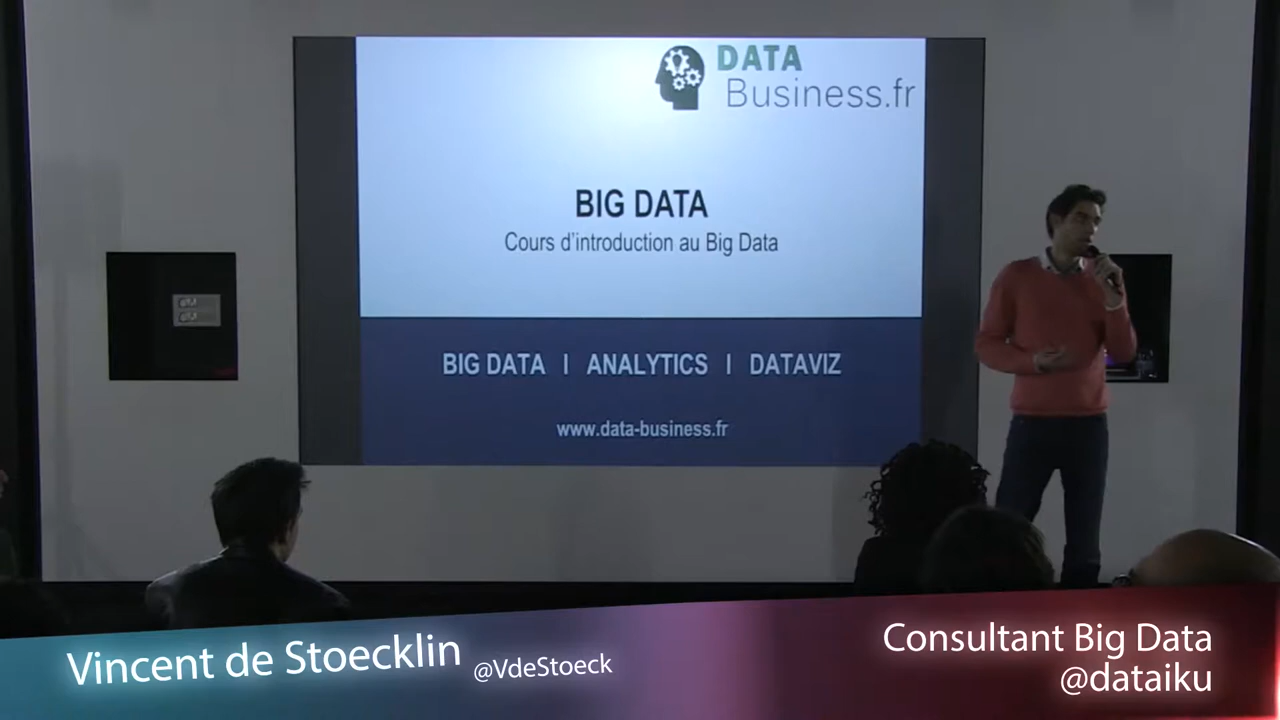 DATA
Business.fr
BIG DATA
Cours d'introduction au Big Data
BIG DATA I ANALYTICS I DATAVIZ
www.data-business.fr
Vincent de Stoecklin @VdeStoeck
Consultant Big Data
@dataiku